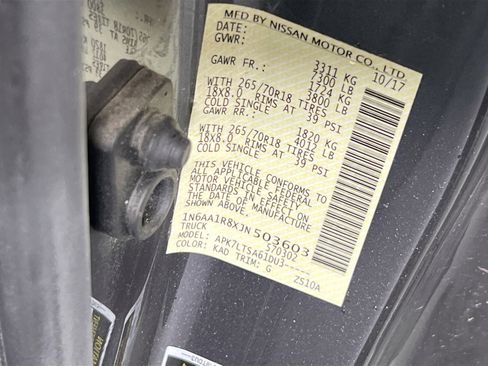 MFD BY NISSAN MOTOR CO., LTD.
DATE: 10/17
GVWR: 3311 KG
7300 LB
GAWR FR: 1724 KG
3800 LB
WITH 265/70R18 TIRES
18X8.0 RIMS AT
COLD SINGLE 39 PSI
GAWR RR: 1820 KG
4012 LB
WITH 265/70R18 TIRES
18X8.0 RIMS AT
COLD SINGLE 39 PSI
THIS VEHICLE CONFORMS TO
ALL APPLICABLE FEDERAL
MOTOR VEHICLE SAFETY
STANDARDS IN EFFECT ON THE
DATE OF MANUFACTURE
SHOWN ABOVE.
1N6AA1R8XJN503603
TRUCK 570302
MODEL: APK7LTSA61DU3-----
COLOR: KAD TRIM: G 2S10A